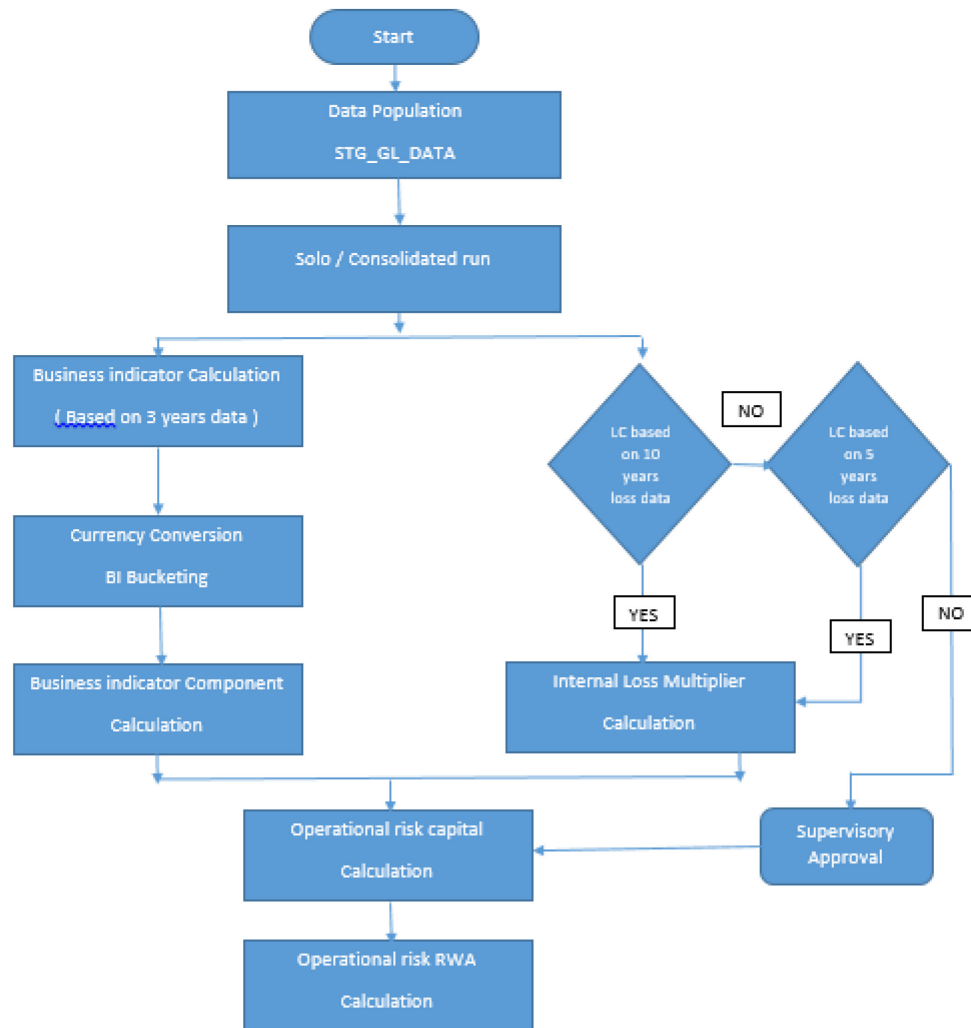 Start
Data Population
STG_GL_DATA
Solo / Consolidated run
Business indicator Calculation
( Based on 3 years data )
LC based
on 10
years
loss data
NO
LC based
on 5
years
loss data
Currency Conversion
BI Bucketing
YES
YES
NO
Business indicator Component
Calculation
Internal Loss Multiplier
Calculation
Operational risk capital
Calculation
Supervisory
Approval
Operational risk RWA
Calculation